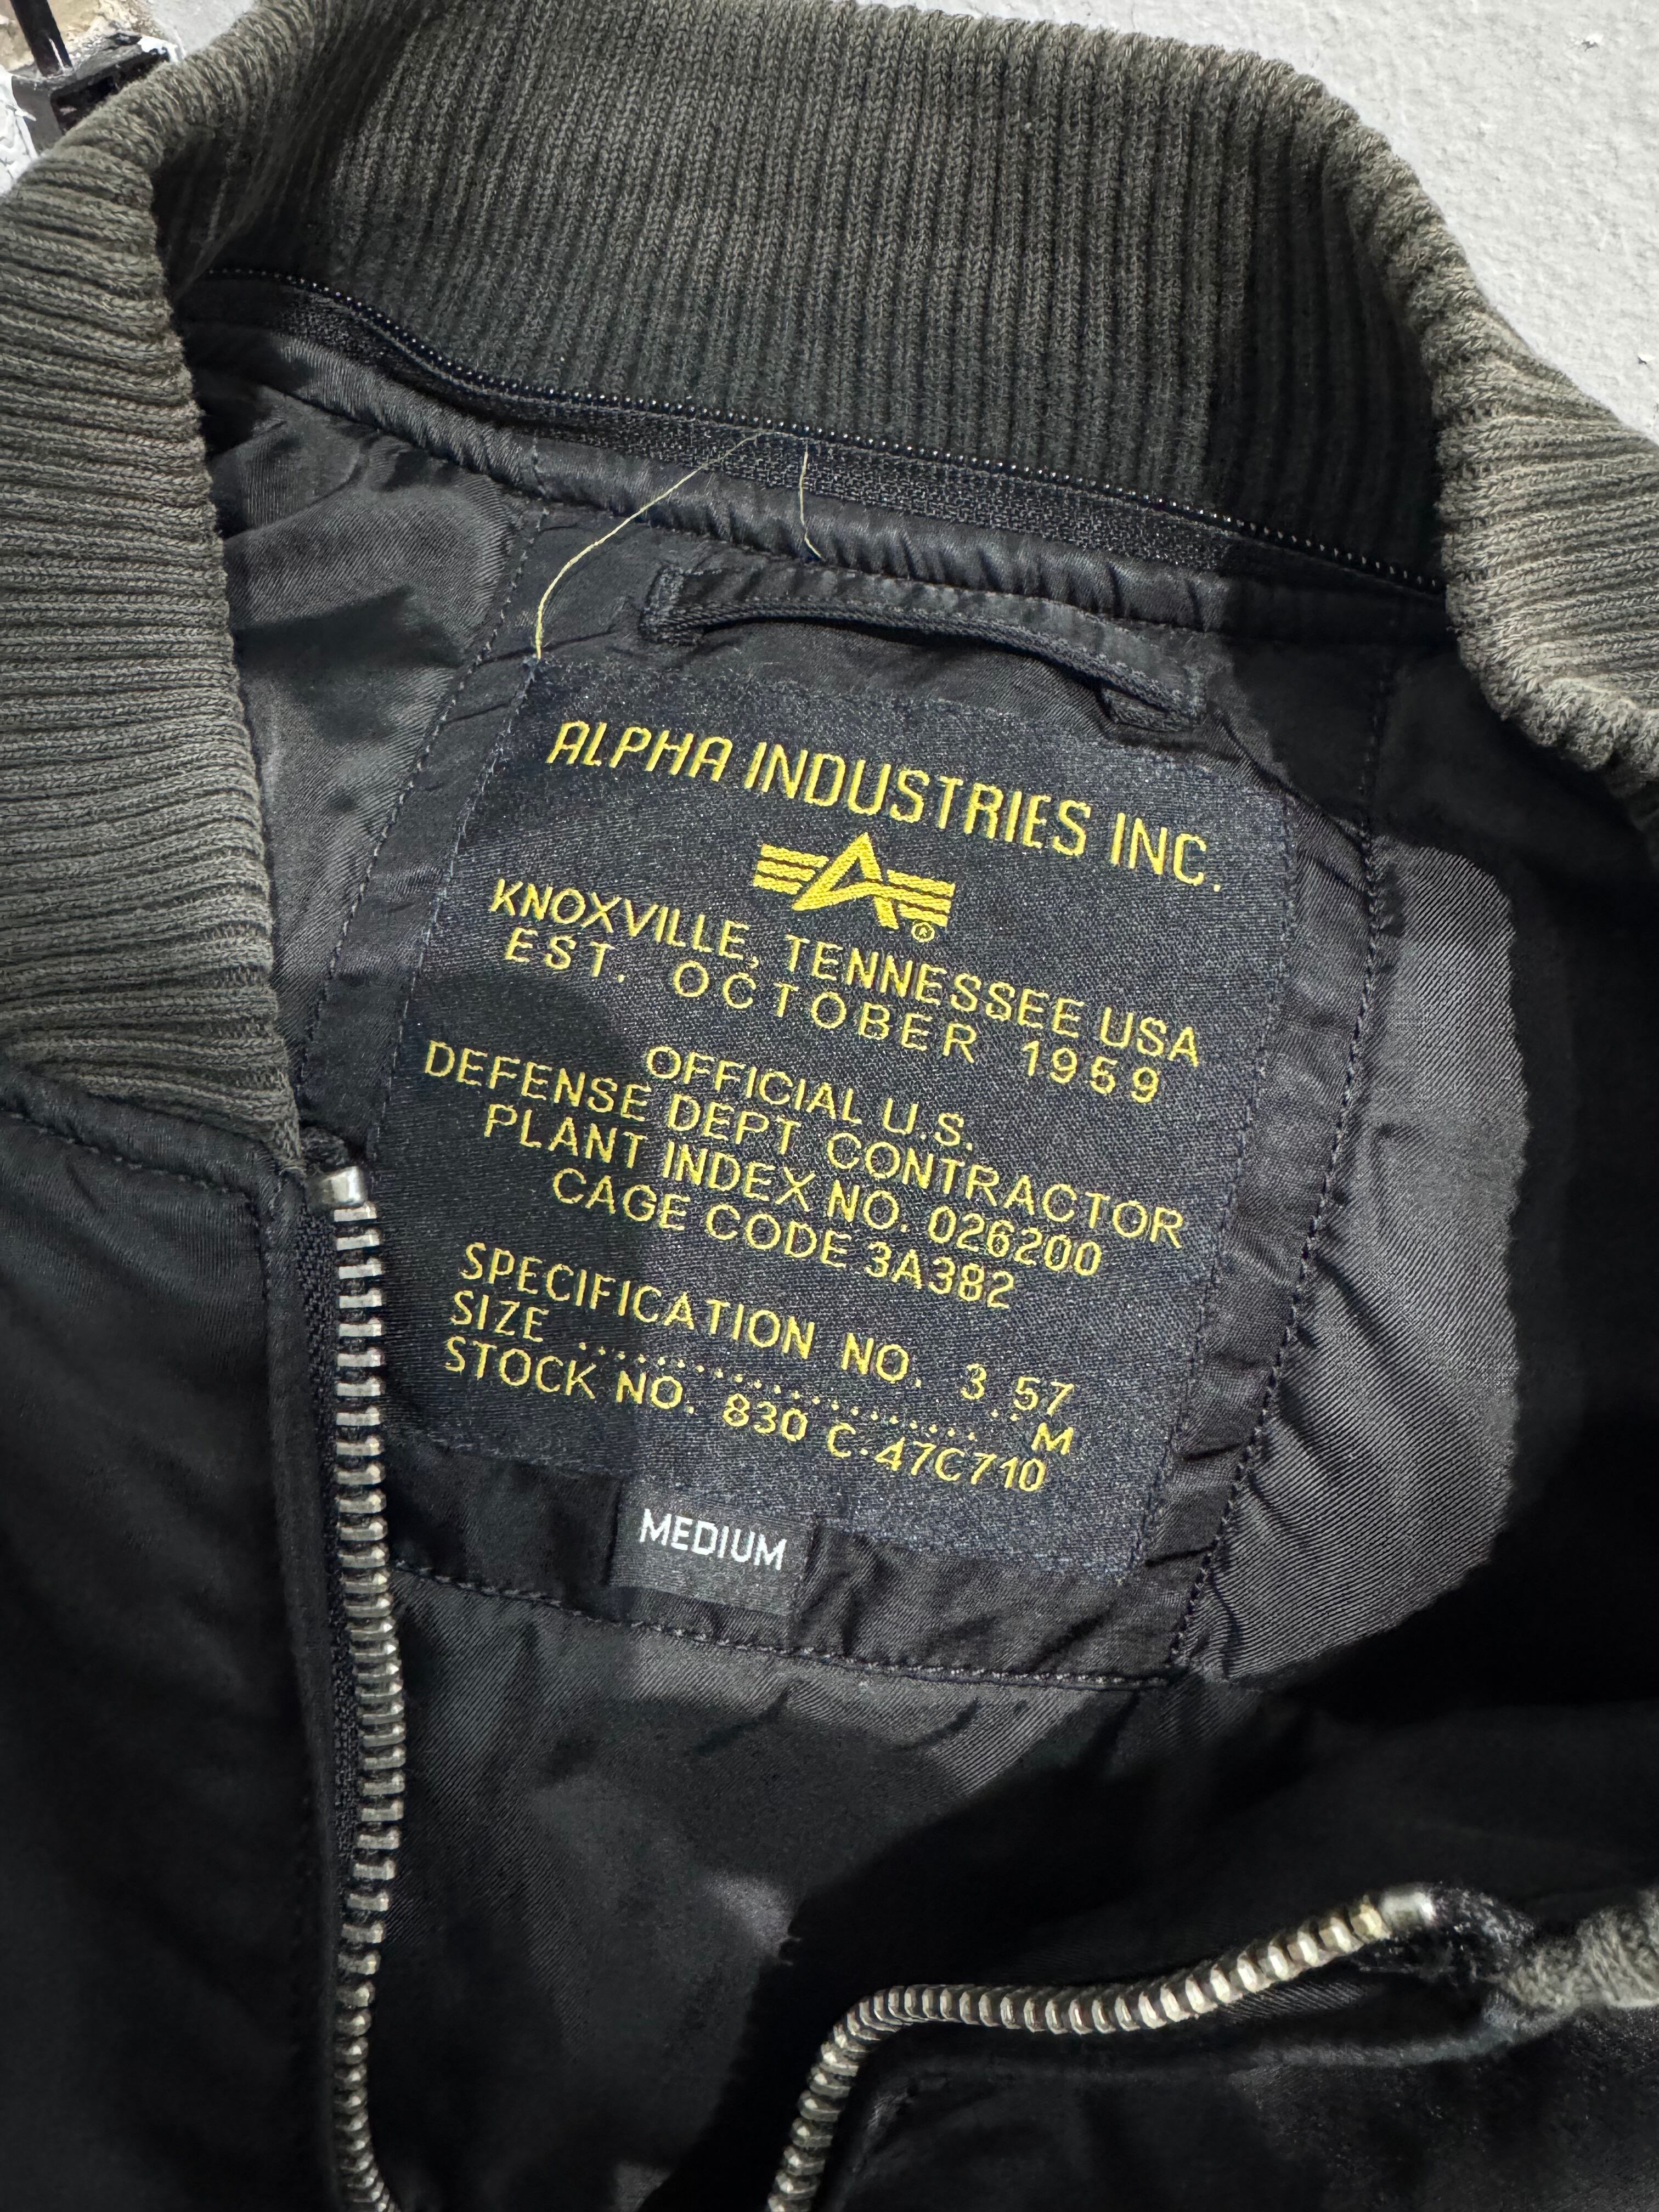 ALPHA INDUSTRIES INC.
®
KNOXVILLE, TENNESSEE USA
EST. OCTOBER 1959
OFFICIAL U.S.
DEFENSE DEPT CONTRACTOR
PLANT INDEX NO. 026200
CAGE CODE 3A382
SPECIFICATION NO. 3 57
SIZE ............................ M
STOCK NO. 830 C-47C710
MEDIUM